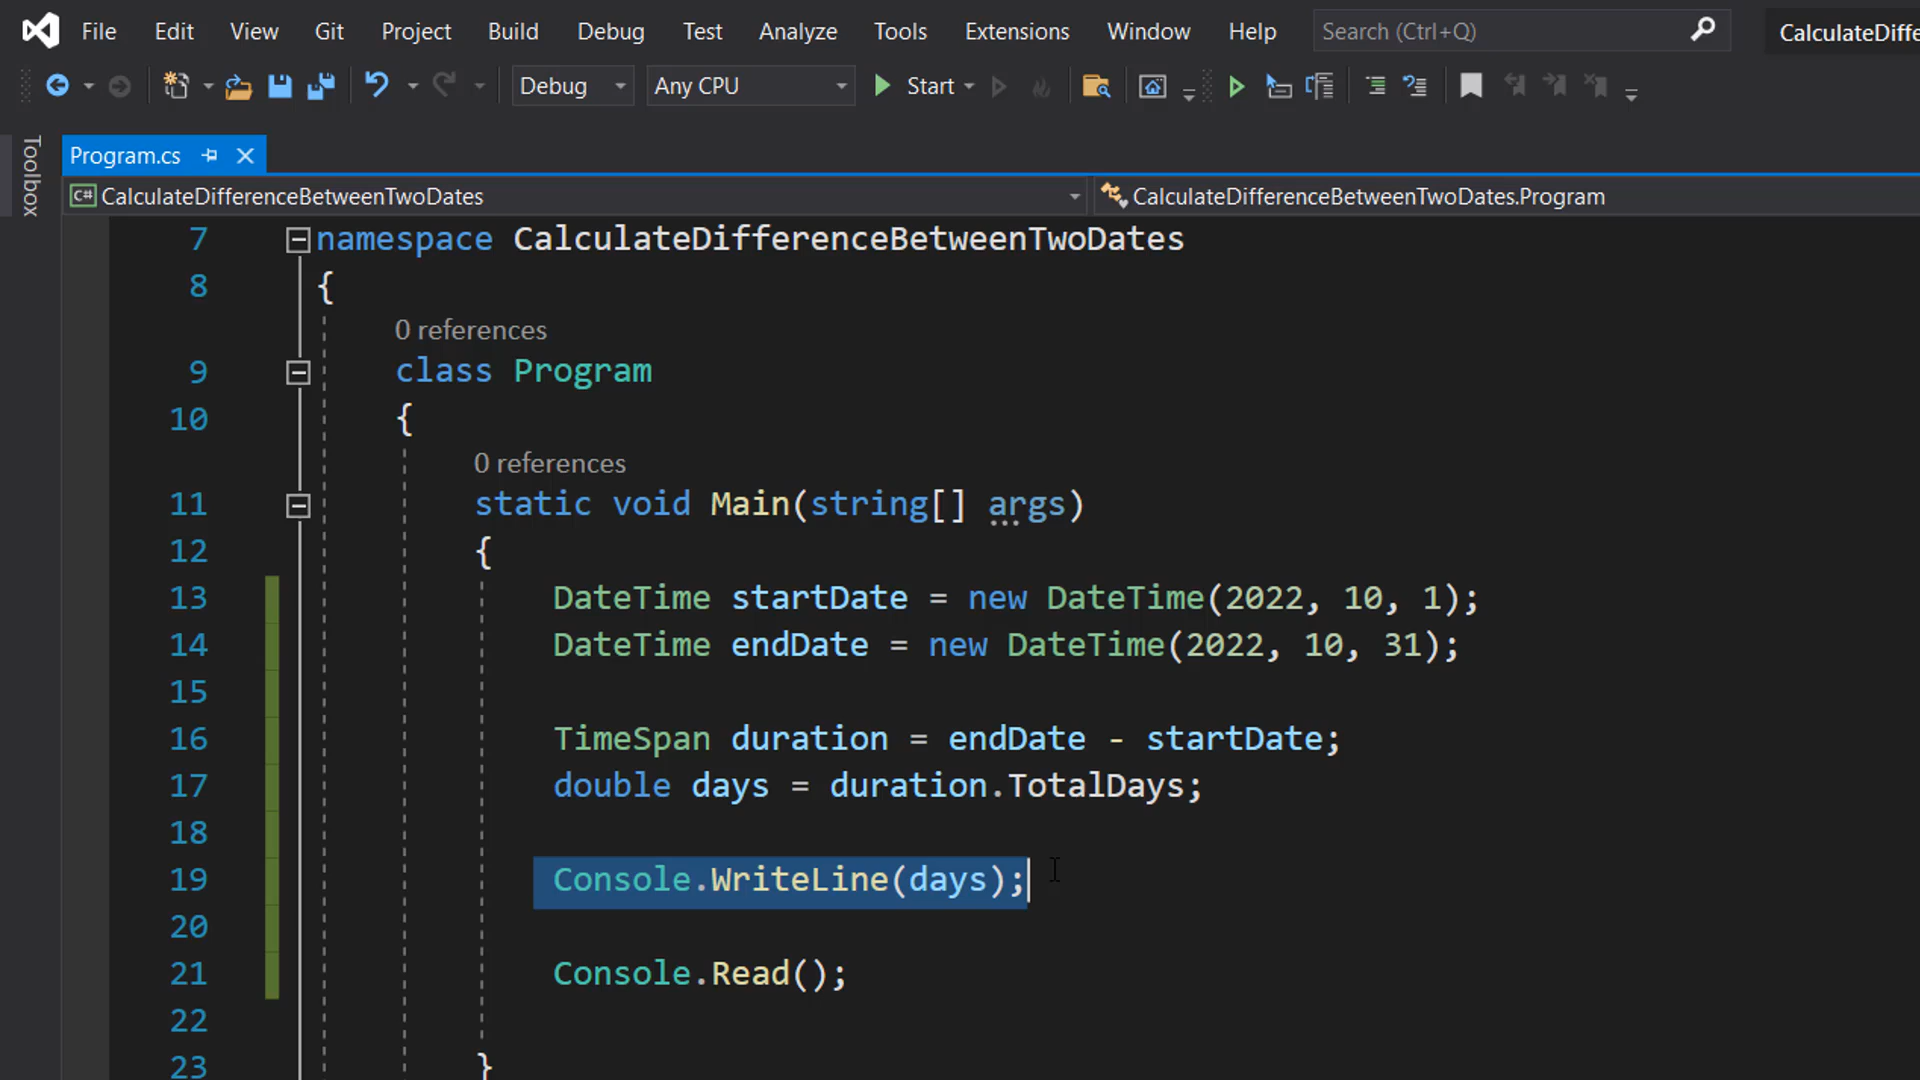 File Edit View Git Project Build Debug Test Analyze Tools Extensions Window Help Search (Ctrl+Q) CalculateDiffe
Debug Any CPU Start
Toolbox
Program.cs
C# CalculateDifferenceBetweenTwoDates CalculateDifferenceBetweenTwoDates.Program
7 namespace CalculateDifferenceBetweenTwoDates
8 {
0 references
9 class Program
10 {
0 references
11 static void Main(string[] args)
12 {
13 DateTime startDate = new DateTime(2022, 10, 1);
14 DateTime endDate = new DateTime(2022, 10, 31);
15
16 TimeSpan duration = endDate - startDate;
17 double days = duration.TotalDays;
18
19 Console.WriteLine(days);
20
21 Console.Read();
22
23 }